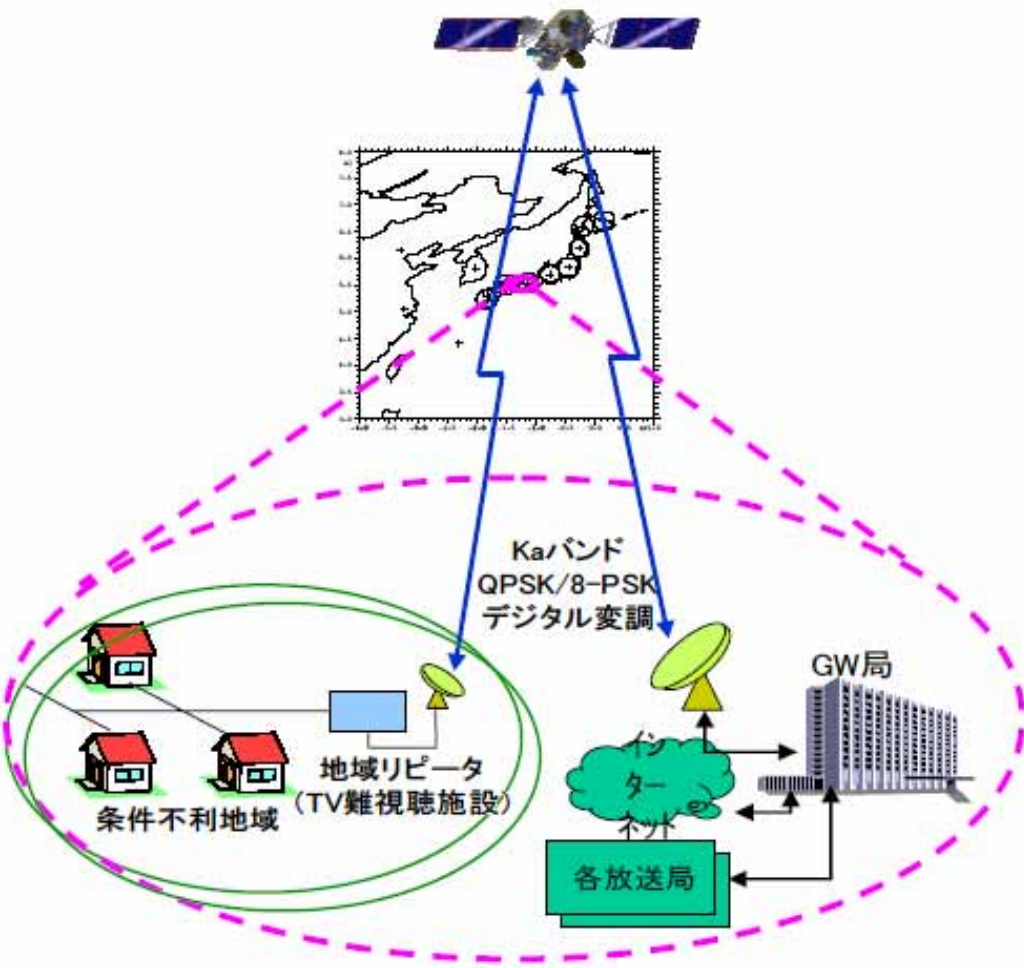 Kaバンド
QPSK/8-PSK
デジタル変調
GW局
イン
ター
ネット
地域リピータ
(TV難視聴施設)
条件不利地域
各放送局